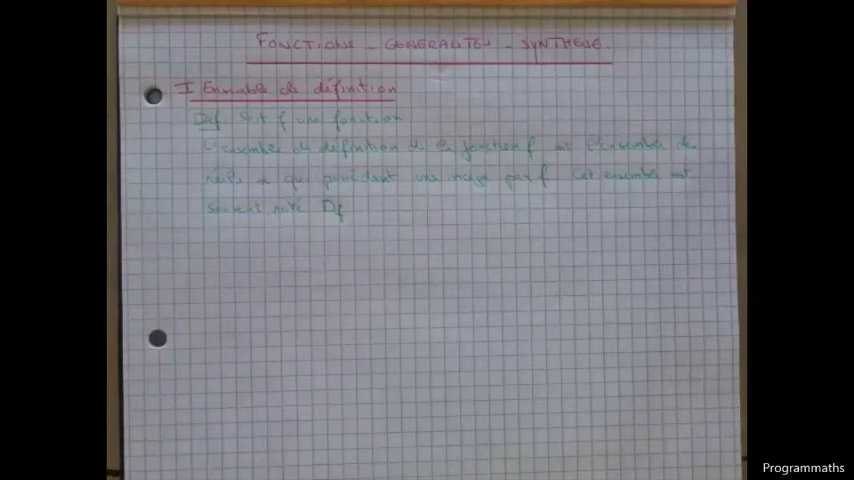 FONCTIONS - GENERALITES - SYNTHESE.
I Ensemble de définition
Def. Soit f une fonction
L'ensemble de définition de la fonction f est l'ensemble de
réels x qui possèdent une image par f Cet ensemble est
souvent noté Df
Programmaths